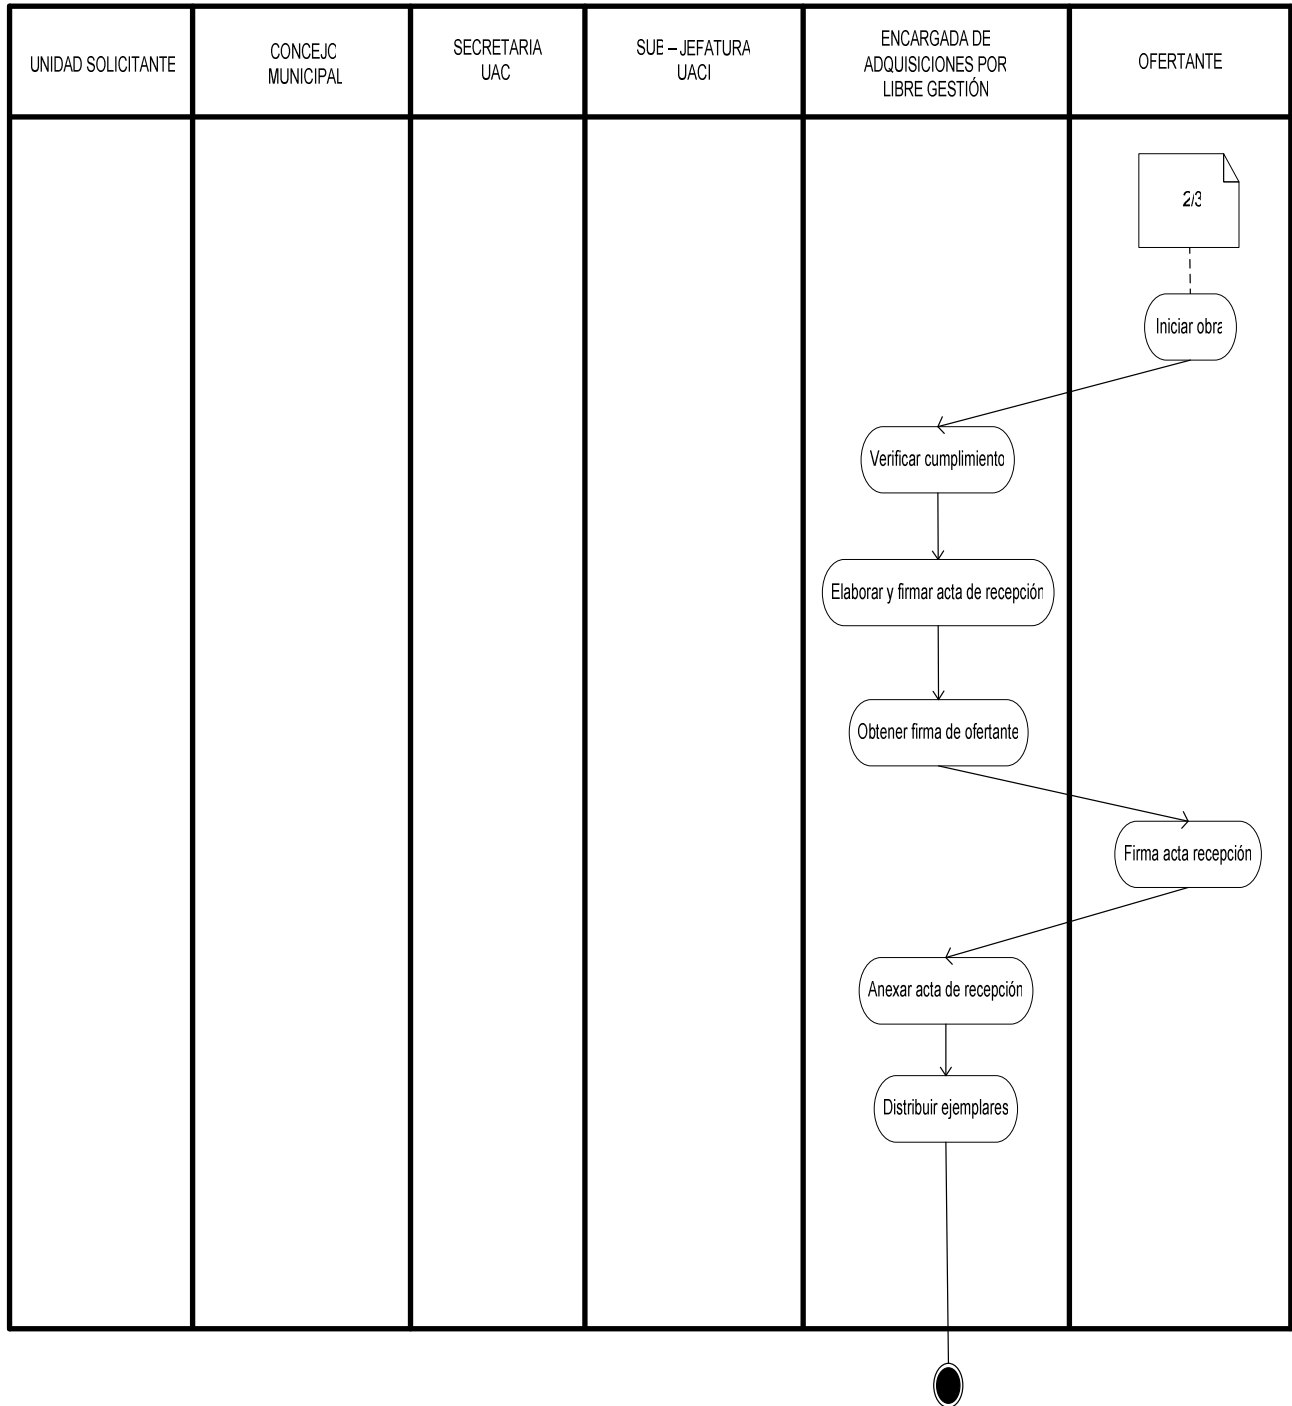 UNIDAD SOLICITANTE
CONCEJO
MUNICIPAL
SECRETARIA
UAC
SUB – JEFATURA
UACI
ENCARGADA DE
ADQUISICIONES POR
LIBRE GESTIÓN
OFERTANTE
2/3
Iniciar obra
Verificar cumplimiento
Elaborar y firmar acta de recepción
Obtener firma de ofertante
Firma acta recepción
Anexar acta de recepción
Distribuir ejemplares